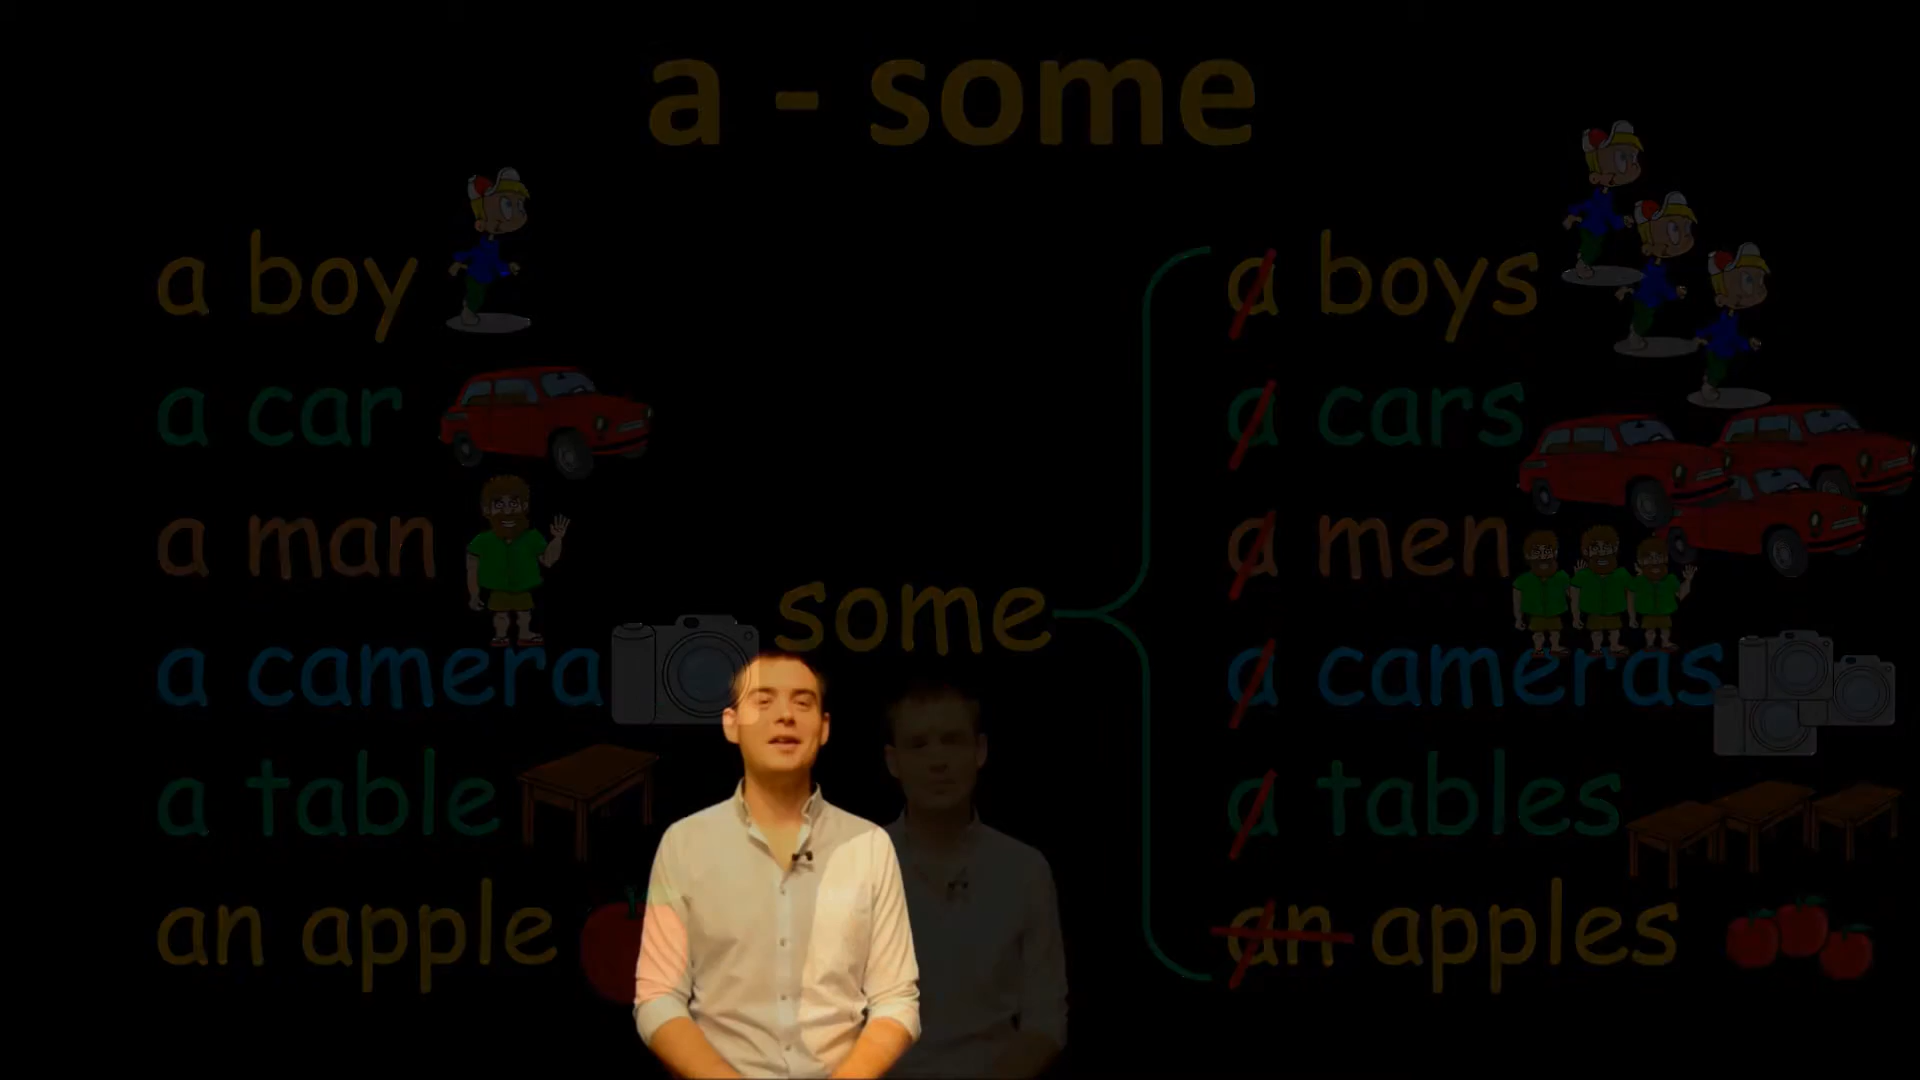 a - some
a boy
a car
a man
a camera
a table
an apple
some
a boys
a cars
a men
a cameras
a tables
an apples